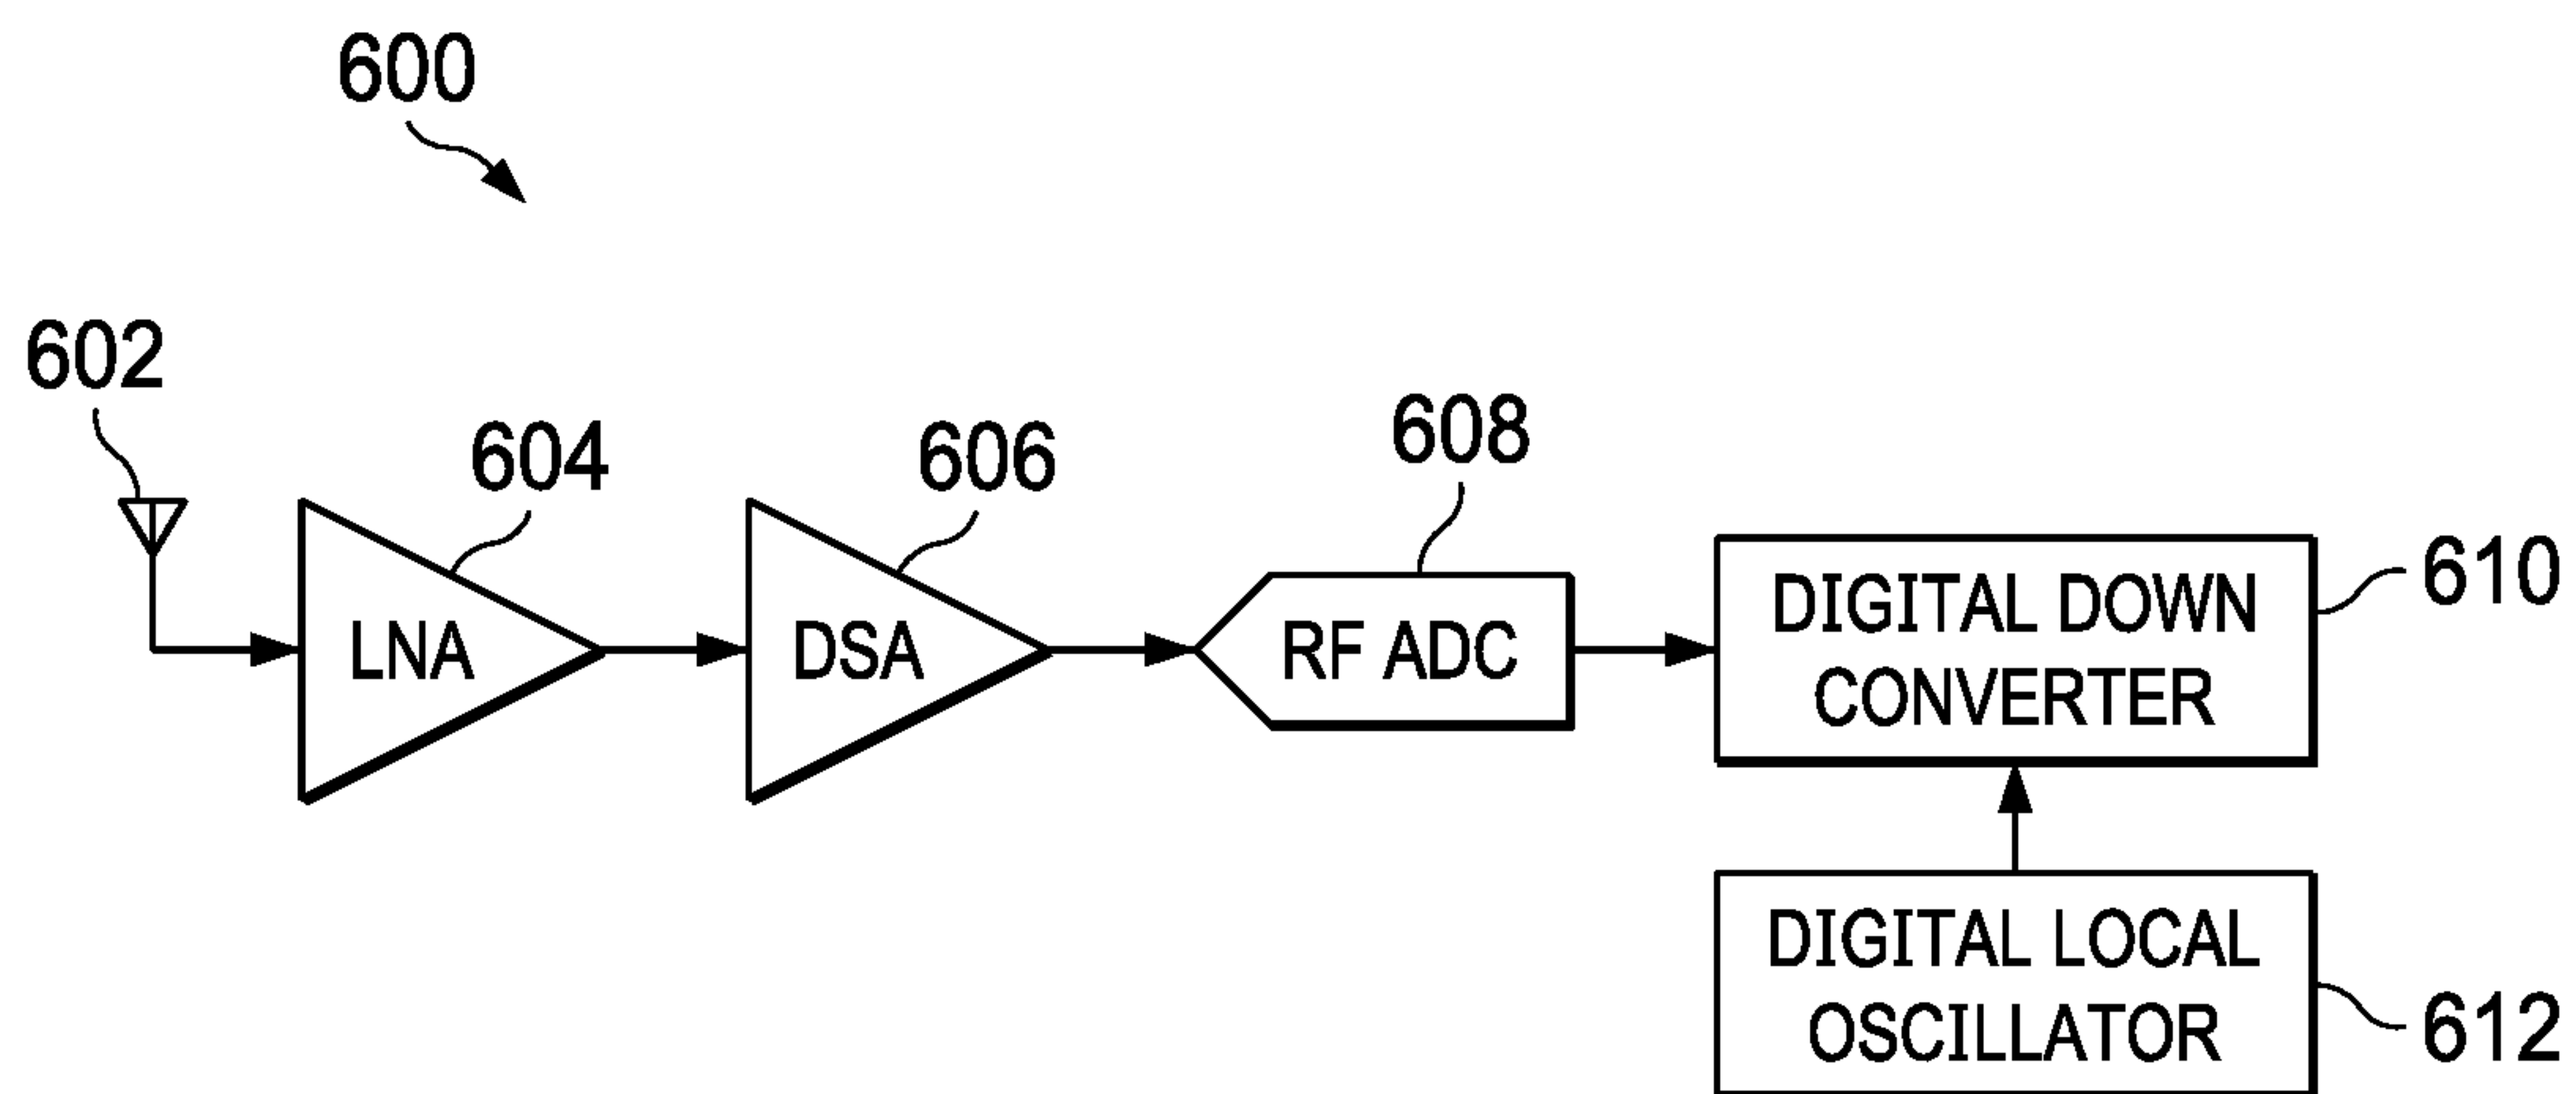 600
602
604
606
608
610
612
LNA
DSA
RF ADC
DIGITAL DOWN
CONVERTER
DIGITAL LOCAL
OSCILLATOR